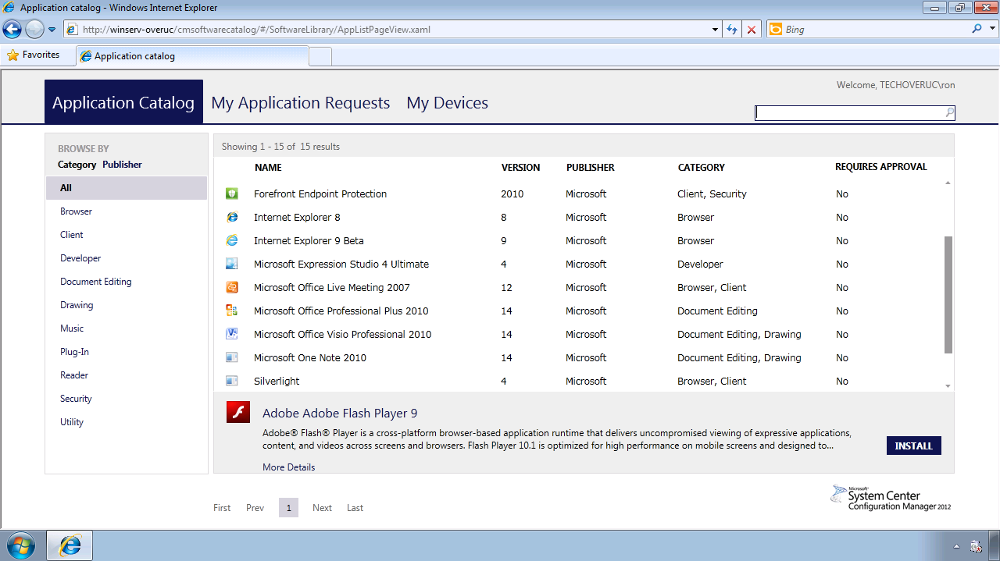 Application catalog - Windows Internet Explorer
http://winserv-overuc/cmsoftwarecatalog/#/SoftwareLibrary/AppListPageView.xaml
Bing
Favorites
Application catalog
Welcome, TECHOVERUC\ron
Application Catalog My Application Requests My Devices
BROWSE BY
Category Publisher
All
Browser
Client
Developer
Document Editing
Drawing
Music
Plug-In
Reader
Security
Utility
Showing 1 - 15 of 15 results
NAME VERSION PUBLISHER CATEGORY REQUIRES APPROVAL
Forefront Endpoint Protection 2010 Microsoft Client, Security No
Internet Explorer 8 8 Microsoft Browser No
Internet Explorer 9 Beta 9 Microsoft Browser No
Microsoft Expression Studio 4 Ultimate 4 Microsoft Developer No
Microsoft Office Live Meeting 2007 12 Microsoft Browser, Client No
Microsoft Office Professional Plus 2010 14 Microsoft Document Editing No
Microsoft Office Visio Professional 2010 14 Microsoft Document Editing, Drawing No
Microsoft One Note 2010 14 Microsoft Document Editing, Drawing No
Silverlight 4 Microsoft Browser, Client No
Adobe Adobe Flash Player 9
Adobe® Flash® Player is a cross-platform browser-based application runtime that delivers uncompromised viewing of expressive applications,
content, and videos across screens and browsers. Flash Player 10.1 is optimized for high performance on mobile screens and designed to...
INSTALL
More Details
First Prev 1 Next Last
Microsoft®
System Center
Configuration Manager 2012